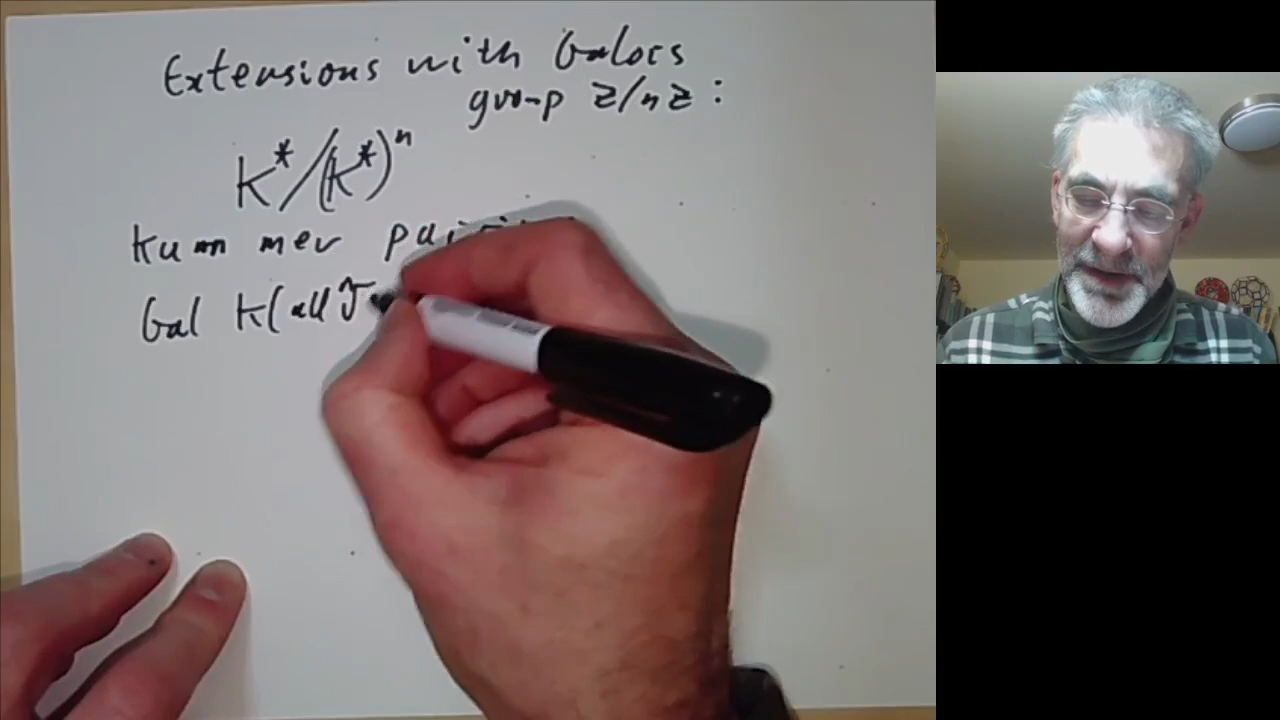 Extensions with Galois
group Z/nZ :
K*/(K*)ⁿ
Kummer
Gal K(all